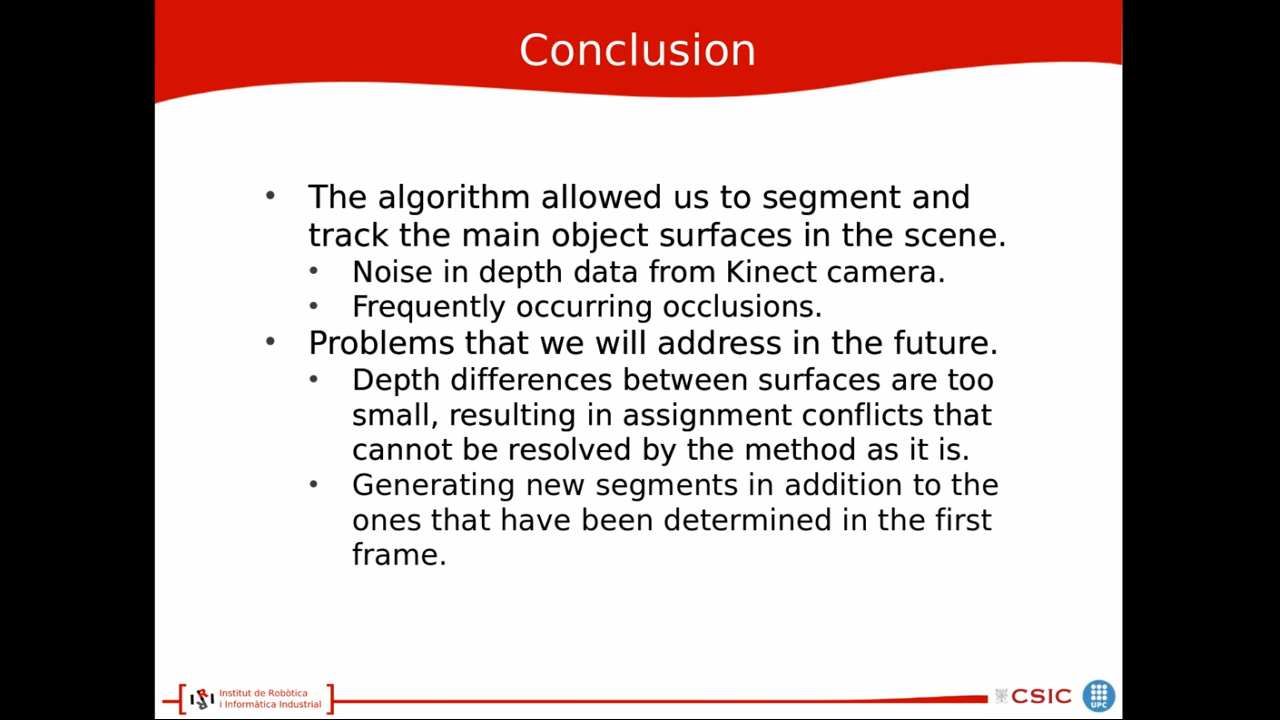 Conclusion
• The algorithm allowed us to segment and
track the main object surfaces in the scene.
• Noise in depth data from Kinect camera.
• Frequently occurring occlusions.
• Problems that we will address in the future.
• Depth differences between surfaces are too
small, resulting in assignment conflicts that
cannot be resolved by the method as it is.
• Generating new segments in addition to the
ones that have been determined in the first
frame.
IRI
Institut de Robòtica
i Informàtica Industrial
CSIC
UPC